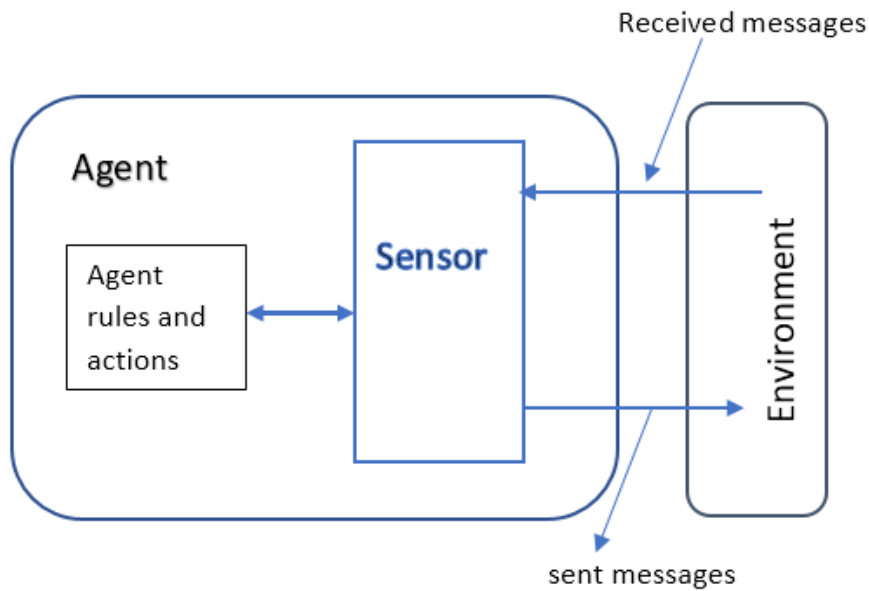 Received messages
Agent
Sensor
Agent
rules and
actions
Environment
sent messages